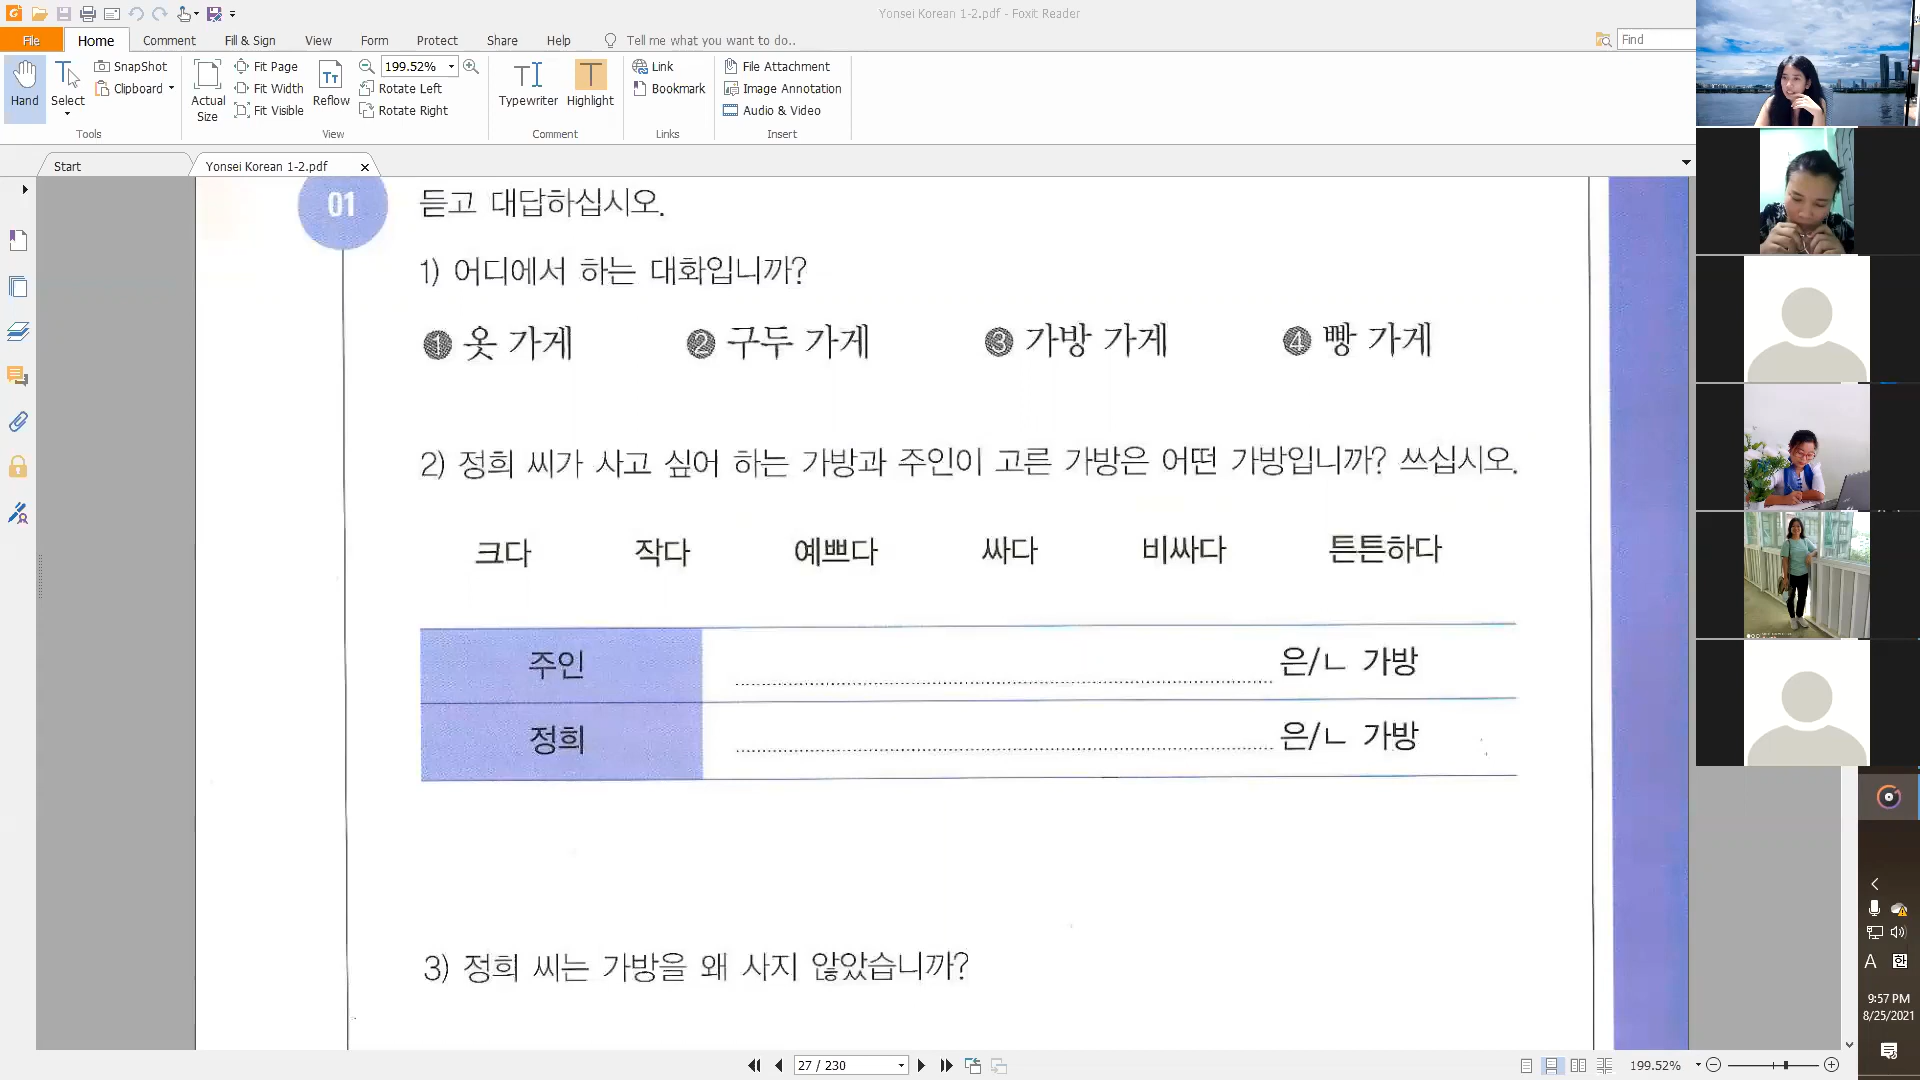 Yonsei Korean 1-2.pdf - Foxit Reader
File Home Comment Fill & Sign View Form Protect Share Help Tell me what you want to do.. Find
Hand
Select
SnapShot
Clipboard
Actual Size
Fit Page
Fit Width
Fit Visible
Reflow
199.52%
Rotate Left
Rotate Right
Typewriter
Highlight
Link
Bookmark
File Attachment
Image Annotation
Audio & Video
Tools View Comment Links Insert
Start Yonsei Korean 1-2.pdf
01 듣고 대답하십시오.
1) 어디에서 하는 대화입니까?
❶ 옷 가게 ❷ 구두 가게 ❸ 가방 가게 ❹ 빵 가게
2) 정희 씨가 사고 싶어 하는 가방과 주인이 고른 가방은 어떤 가방입니까? 쓰십시오.
크다 작다 예쁘다 싸다 비싸다 튼튼하다
주인 은/ㄴ 가방
정희 은/ㄴ 가방
3) 정희 씨는 가방을 왜 사지 않았습니까?
27 / 230
199.52%
A 한
9:57 PM
8/25/2021